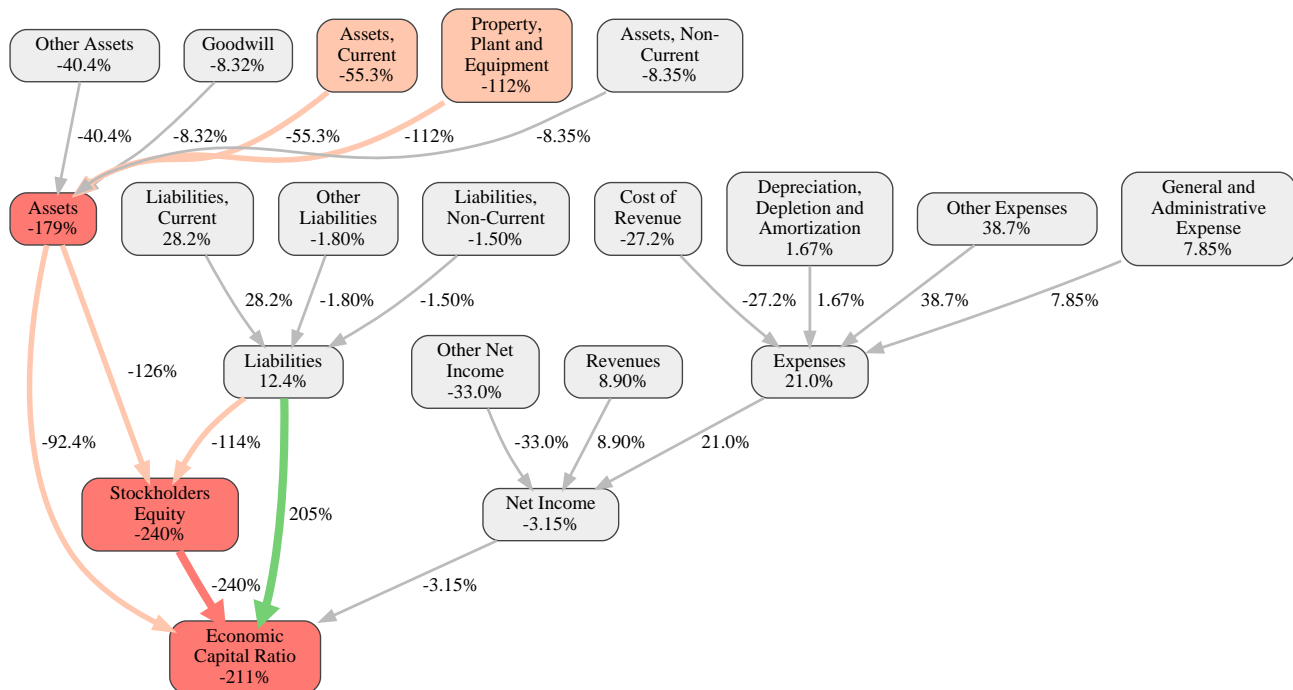 Other Assets
-40.4%
Goodwill
-8.32%
Assets,
Current
-55.3%
Property,
Plant and
Equipment
-112%
Assets, Non-
Current
-8.35%
-40.4%
-8.32%
-55.3%
-112%
-8.35%
Assets
-179%
Liabilities,
Current
28.2%
Other
Liabilities
-1.80%
Liabilities,
Non-Current
-1.50%
Cost of
Revenue
-27.2%
Depreciation,
Depletion and
Amortization
1.67%
Other Expenses
38.7%
General and
Administrative
Expense
7.85%
28.2%
-1.80%
-1.50%
-27.2%
1.67%
38.7%
7.85%
-126%
Liabilities
12.4%
Other Net
Income
-33.0%
Revenues
8.90%
Expenses
21.0%
-92.4%
-114%
-33.0%
8.90%
21.0%
Stockholders
Equity
-240%
205%
Net Income
-3.15%
-240%
-3.15%
Economic
Capital Ratio
-211%